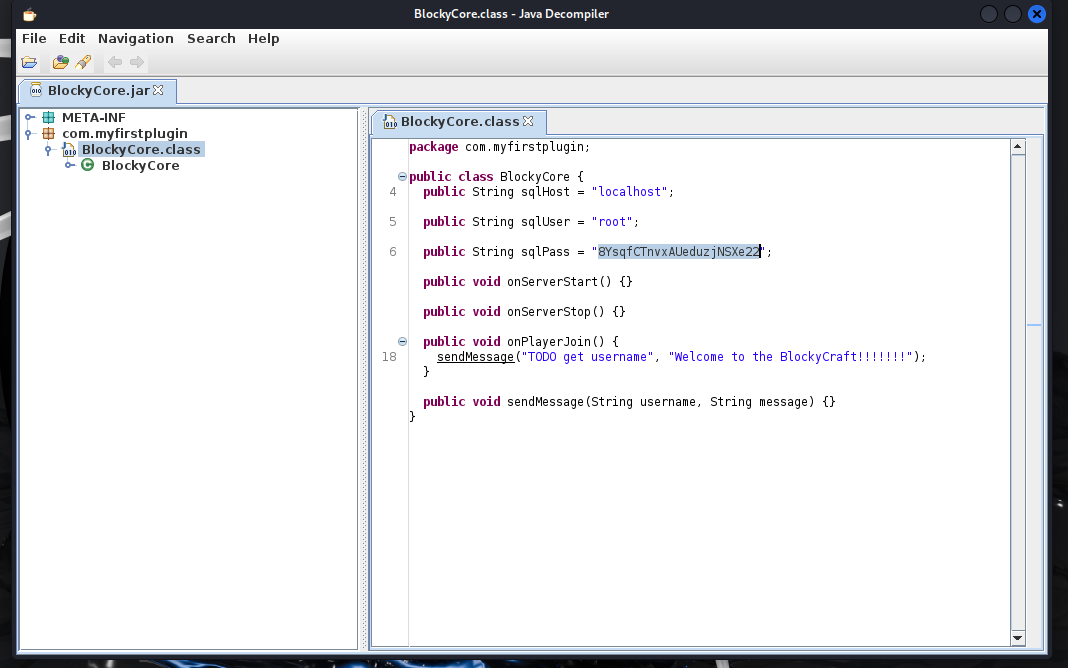 BlockyCore.class - Java Decompiler
File Edit Navigation Search Help
BlockyCore.jar
META-INF
com.myfirstplugin
BlockyCore.class
BlockyCore
BlockyCore.class
package com.myfirstplugin;
public class BlockyCore {
4 public String sqlHost = "localhost";
5 public String sqlUser = "root";
6 public String sqlPass = "8YsqfCTnvxAUeduzjNSXe22";
public void onServerStart() {}
public void onServerStop() {}
public void onPlayerJoin() {
18 sendMessage("TODO get username", "Welcome to the BlockyCraft!!!!!!!");
}
public void sendMessage(String username, String message) {}
}